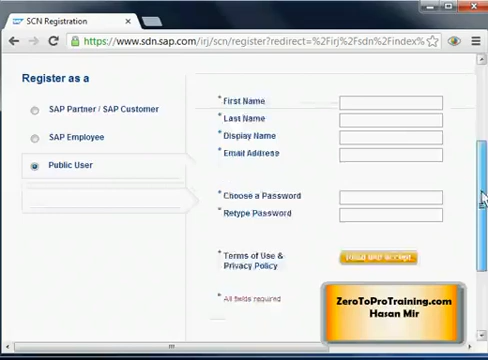 SCN Registration
https://www.sdn.sap.com/irj/scn/register?redirect=%2Firj%2Fsdn%2Findex%
Register as a
SAP Partner / SAP Customer
SAP Employee
Public User
* First Name
* Last Name
* Display Name
* Email Address
* Choose a Password
* Retype Password
* Terms of Use &
Privacy Policy
Read and accept
* All fields required
ZeroToProTraining.com
Hasan Mir